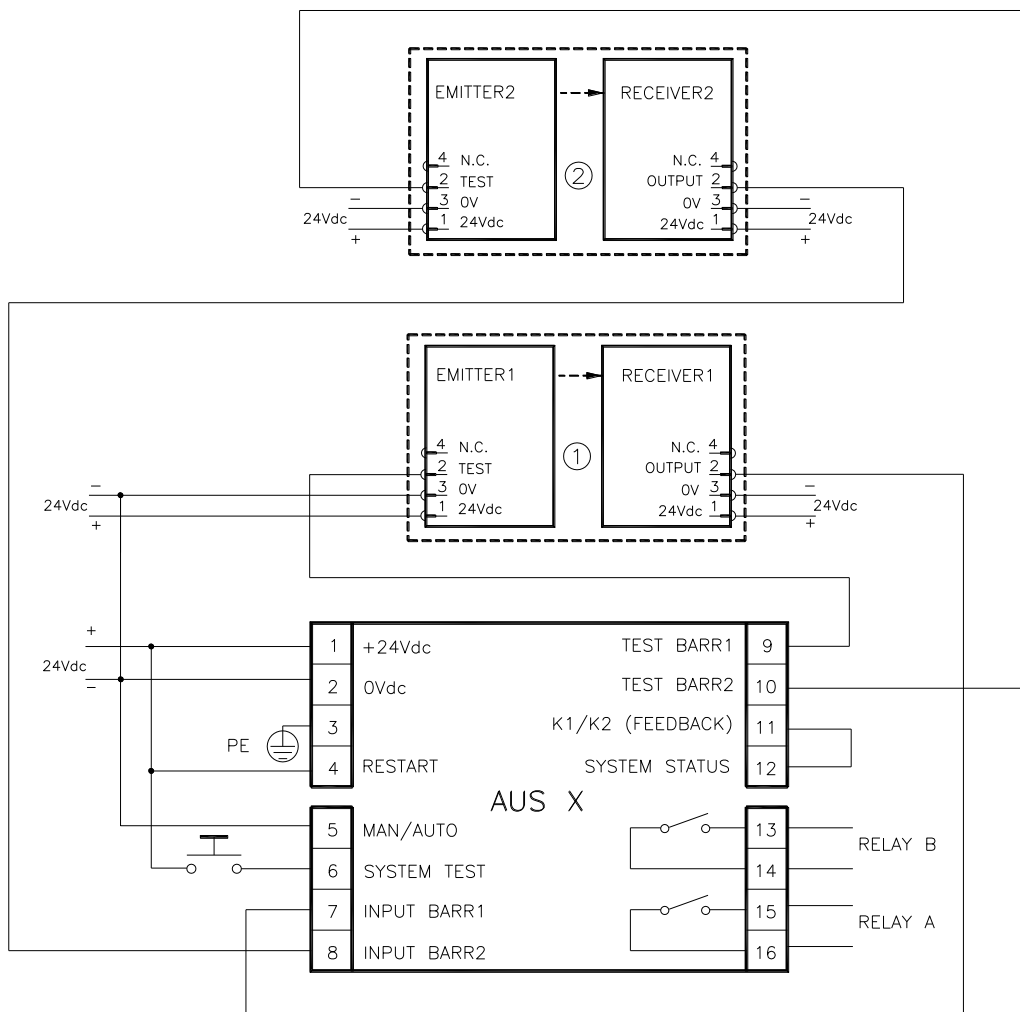 EMITTER2
RECEIVER2
4 N.C.
2 TEST
3 0V
1 24Vdc
−
24Vdc
+
②
N.C. 4
OUTPUT 2
0V 3
24Vdc 1
−
24Vdc
+
EMITTER1
RECEIVER1
4 N.C.
2 TEST
3 0V
1 24Vdc
−
24Vdc
+
①
N.C. 4
OUTPUT 2
0V 3
24Vdc 1
−
24Vdc
+
+
24Vdc
−
PE
1 +24Vdc
2 0Vdc
3
4 RESTART
TEST BARR1 9
TEST BARR2 10
K1/K2 (FEEDBACK) 11
SYSTEM STATUS 12
AUS X
5 MAN/AUTO
6 SYSTEM TEST
7 INPUT BARR1
8 INPUT BARR2
13
14
RELAY B
15
16
RELAY A